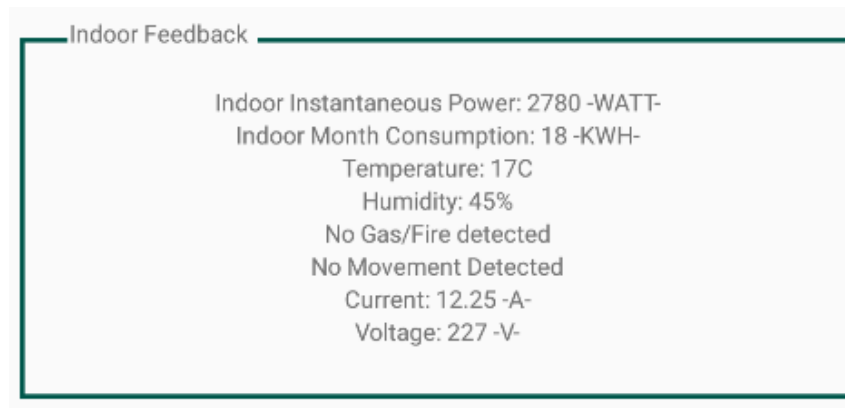 Indoor Feedback
Indoor Instantaneous Power: 2780 -WATT-
Indoor Month Consumption: 18 -KWH-
Temperature: 17C
Humidity: 45%
No Gas/Fire detected
No Movement Detected
Current: 12.25 -A-
Voltage: 227 -V-